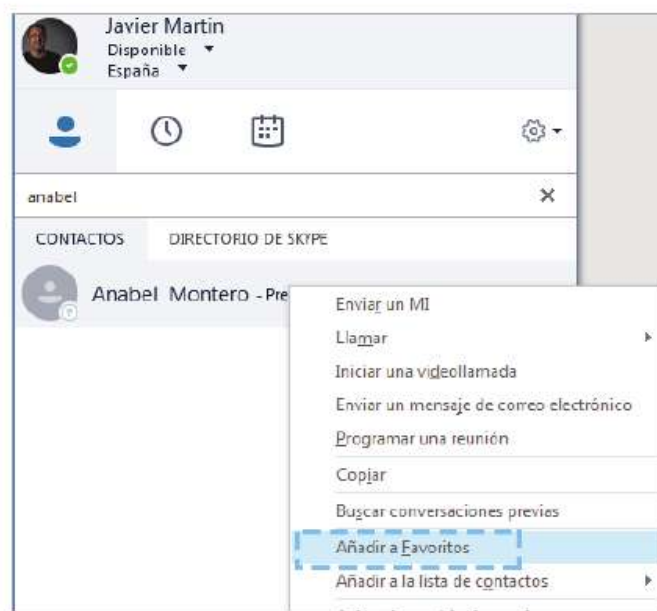 Javier Martin
Disponible
España
anabel
CONTACTOS DIRECTORIO DE SKYPE
Anabel Montero - Pre
Enviar un MI
Llamar
Iniciar una videollamada
Enviar un mensaje de correo electrónico
Programar una reunión
Copiar
Buscar conversaciones previas
Añadir a Favoritos
Añadir a la lista de contactos